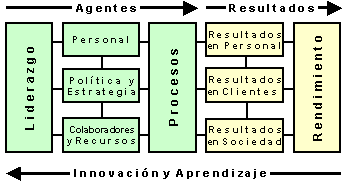 Agentes
Resultados
Liderazgo
Personal
Política y
Estrategia
Colaboradores
y Recursos
Procesos
Resultados
en Personal
Resultados
en Clientes
Resultados
en Sociedad
Rendimiento
Innovación y Aprendizaje